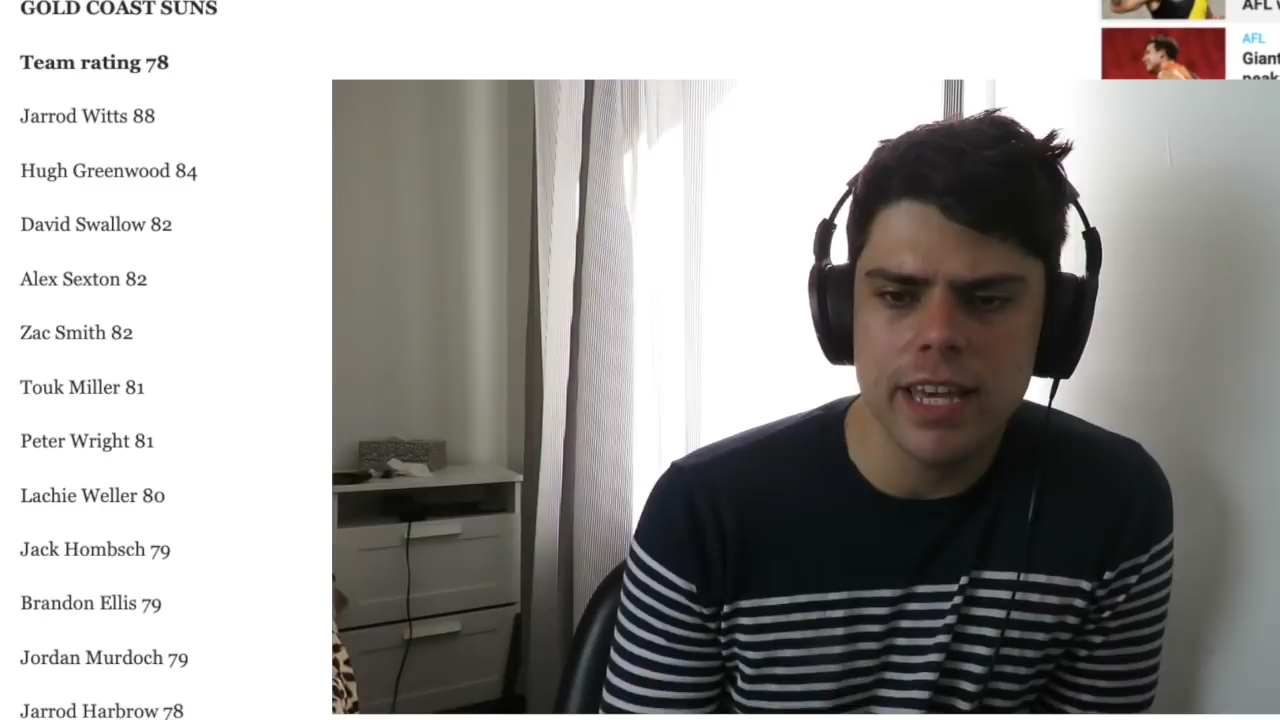 GOLD COAST SUNS
Team rating 78
Jarrod Witts 88
Hugh Greenwood 84
David Swallow 82
Alex Sexton 82
Zac Smith 82
Touk Miller 81
Peter Wright 81
Lachie Weller 80
Jack Hombsch 79
Brandon Ellis 79
Jordan Murdoch 79
Jarrod Harbrow 78
AFL
AFL
Giant
peak